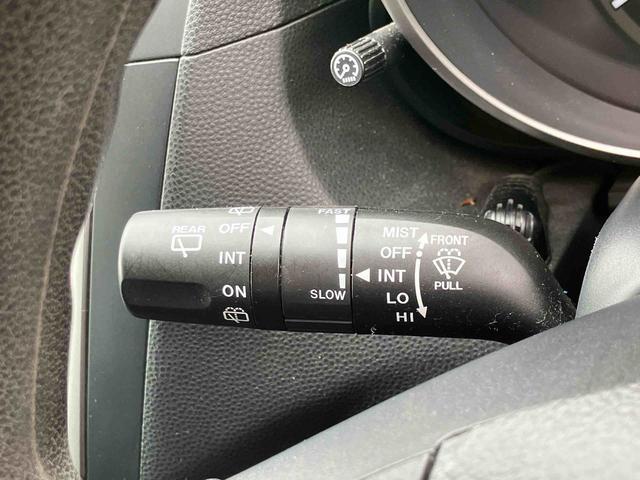 REAR
OFF
INT
ON
FAST
SLOW
MIST
OFF
INT
LO
HI
FRONT
PULL